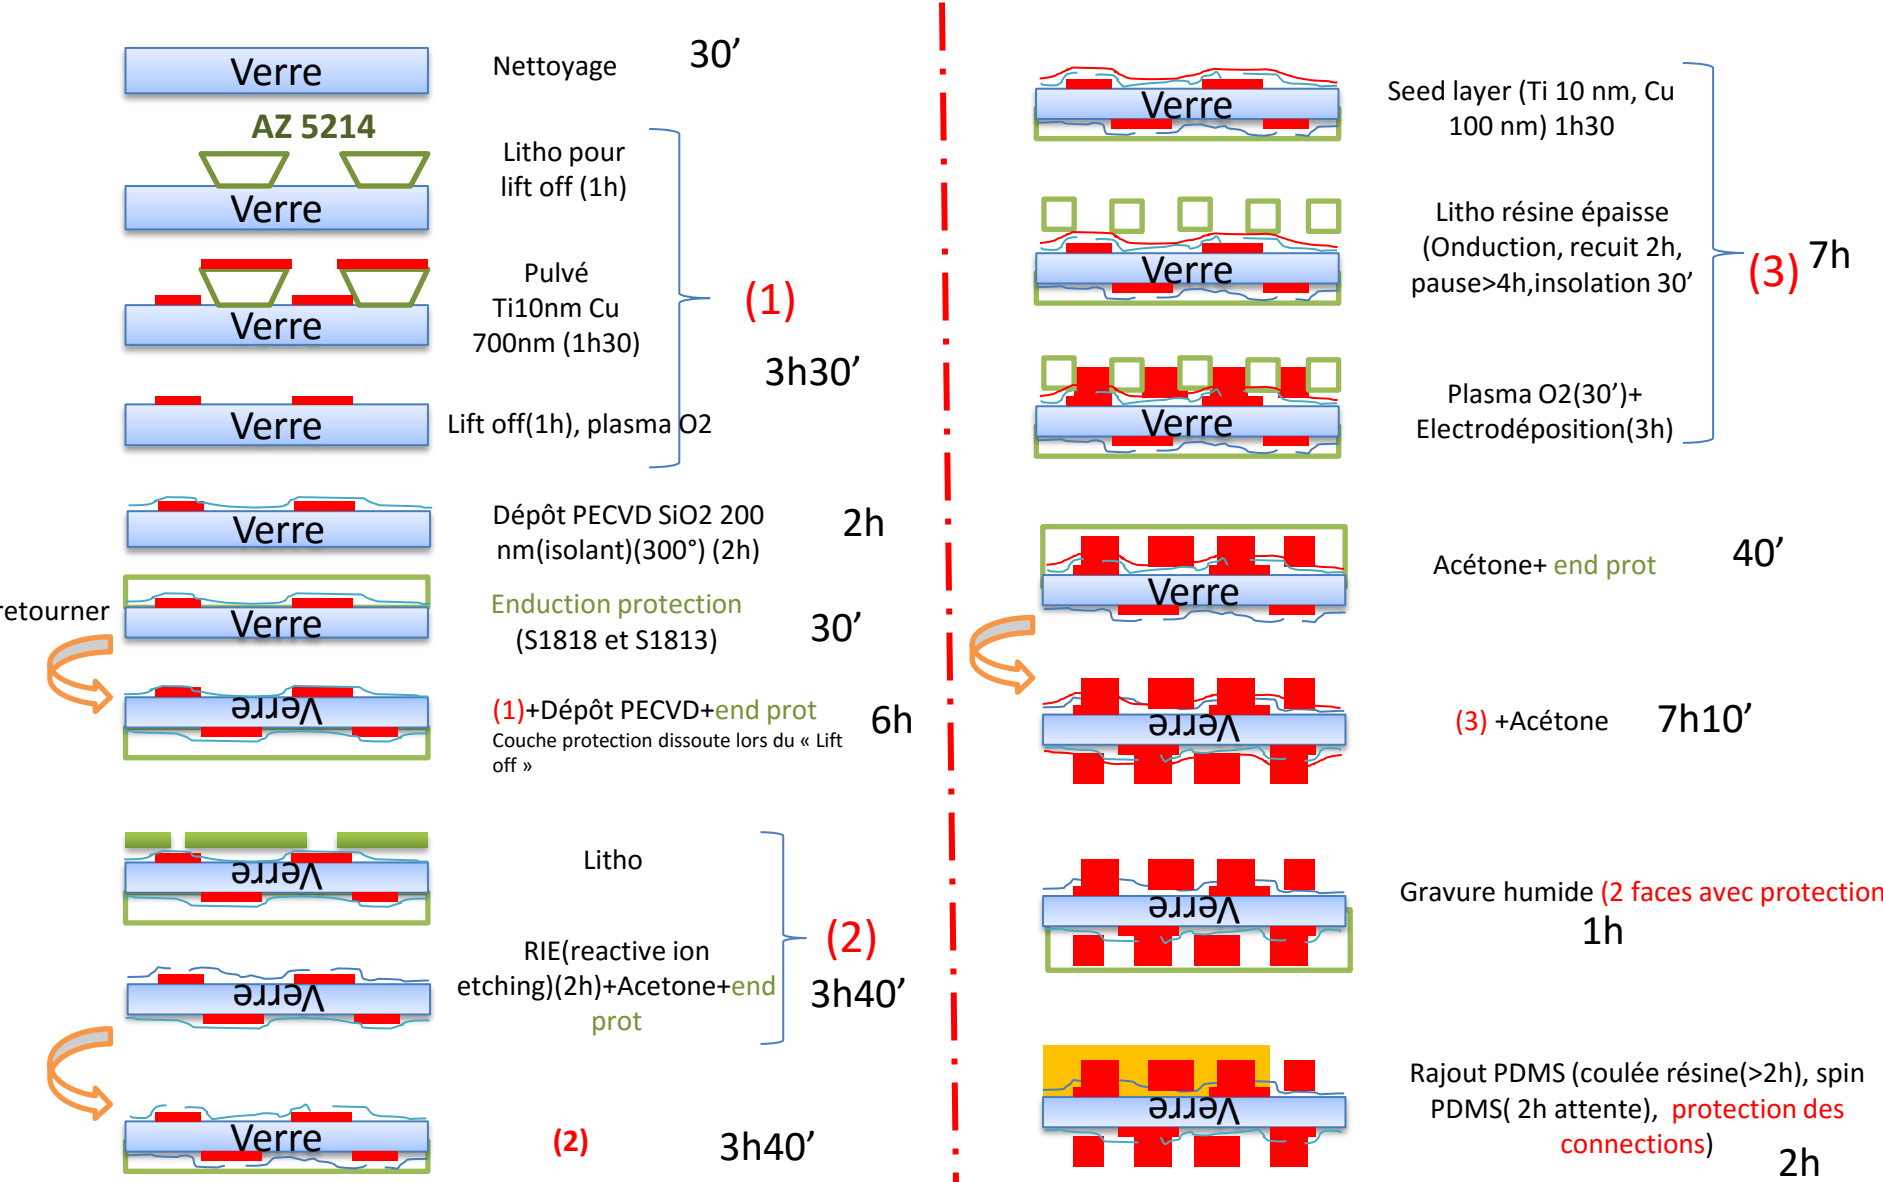 Verre
Nettoyage
30’
AZ 5214
Verre
Litho pour
lift off (1h)
Verre
Pulvé
Ti10nm Cu
700nm (1h30)
(1)
3h30’
Verre
Lift off(1h), plasma O2
Verre
Dépôt PECVD SiO2 200
nm(isolant)(300°) (2h)
2h
retourner
Verre
Enduction protection
(S1818 et S1813)
30’
Verre
(1)+Dépôt PECVD+end prot
Couche protection dissoute lors du « Lift
off »
6h
Verre
Litho
(2)
3h40’
Verre
RIE(reactive ion
etching)(2h)+Acetone+end
prot
Verre
(2)
3h40’
Verre
Seed layer (Ti 10 nm, Cu
100 nm) 1h30
Verre
Litho résine épaisse
(Onduction, recuit 2h,
pause>4h,insolation 30’
(3)
7h
Verre
Plasma O2(30’)+
Electrodéposition(3h)
Verre
Acétone+ end prot
40’
Verre
(3) +Acétone
7h10’
Verre
Gravure humide (2 faces avec protection
1h
Verre
Rajout PDMS (coulée résine(>2h), spin
PDMS( 2h attente), protection des
connections)
2h